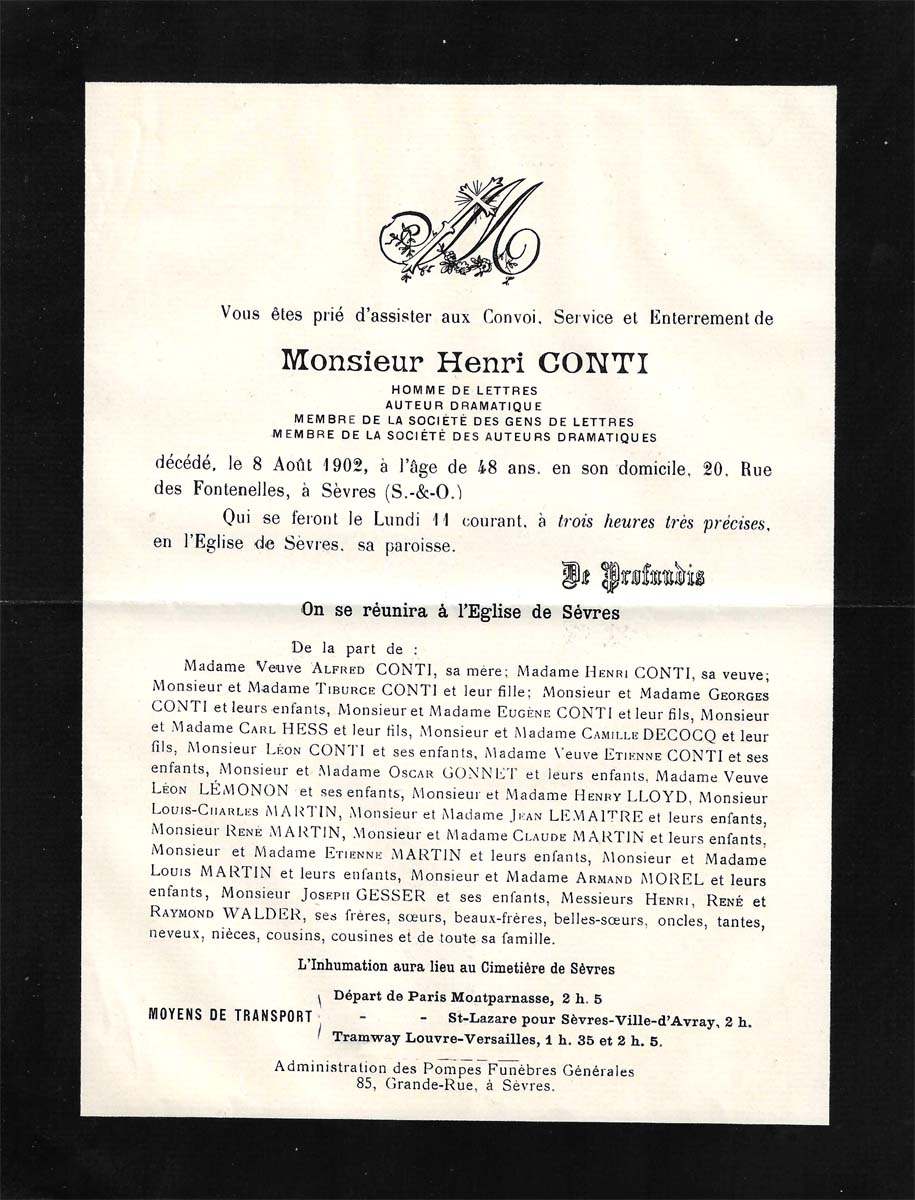 M
Vous êtes prié d'assister aux Convoi, Service et Enterrement de
Monsieur Henri CONTI
HOMME DE LETTRES
AUTEUR DRAMATIQUE
MEMBRE DE LA SOCIÉTÉ DES GENS DE LETTRES
MEMBRE DE LA SOCIÉTÉ DES AUTEURS DRAMATIQUES
décédé, le 8 Août 1902, à l'âge de 48 ans, en son domicile, 20, Rue
des Fontenelles, à Sèvres (S.-&-O.)
Qui se feront le Lundi 11 courant, à trois heures très précises,
en l'Eglise de Sèvres, sa paroisse.
De Profundis
On se réunira à l'Eglise de Sèvres
De la part de :
Madame Veuve ALFRED CONTI, sa mère; Madame HENRI CONTI, sa veuve;
Monsieur et Madame TIBURCE CONTI et leur fille; Monsieur et Madame GEORGES
CONTI et leurs enfants, Monsieur et Madame EUGÈNE CONTI et leur fils, Monsieur
et Madame CARL HESS et leur fils, Monsieur et Madame CAMILLE DECOCQ et leur
fils, Monsieur LÉON CONTI et ses enfants, Madame Veuve ETIENNE CONTI et ses
enfants, Monsieur et Madame OSCAR GONNET et leurs enfants, Madame Veuve
LÉON LÉMONON et ses enfants, Monsieur et Madame HENRY LLOYD, Monsieur
LOUIS-CHARLES MARTIN, Monsieur et Madame JEAN LEMAITRE et leurs enfants,
Monsieur RENÉ MARTIN, Monsieur et Madame CLAUDE MARTIN et leurs enfants,
Monsieur et Madame ETIENNE MARTIN et leurs enfants, Monsieur et Madame
LOUIS MARTIN et leurs enfants, Monsieur et Madame ARMAND MOREL et leurs
enfants, Monsieur JOSEPH GESSER et ses enfants, Messieurs HENRI, RENÉ et
RAYMOND WALDER, ses frères, sœurs, beaux-frères, belles-sœurs, oncles, tantes,
neveux, nièces, cousins, cousines et de toute sa famille.
L'Inhumation aura lieu au Cimetière de Sèvres
MOYENS DE TRANSPORT
Départ de Paris Montparnasse, 2 h. 5
- - St-Lazare pour Sèvres-Ville-d'Avray, 2 h.
Tramway Louvre-Versailles, 1 h. 35 et 2 h. 5.
Administration des Pompes Funèbres Générales
85, Grande-Rue, à Sèvres.